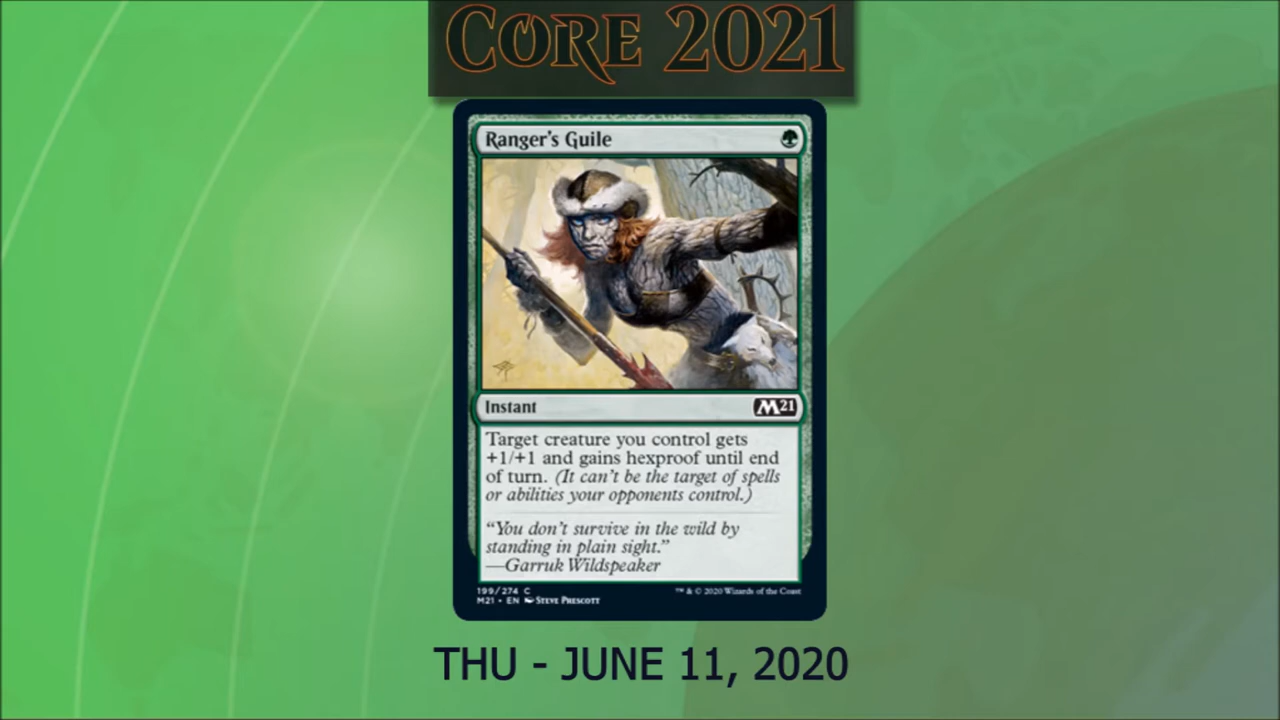 CORE 2021
Ranger's Guile
Instant
M21
Target creature you control gets
+1/+1 and gains hexproof until end
of turn. (It can't be the target of spells
or abilities your opponents control.)
"You don't survive in the wild by
standing in plain sight."
—Garruk Wildspeaker
199/274 C
™ & © 2020 Wizards of the Coast
M21 • EN Steve Prescott
THU - JUNE 11, 2020